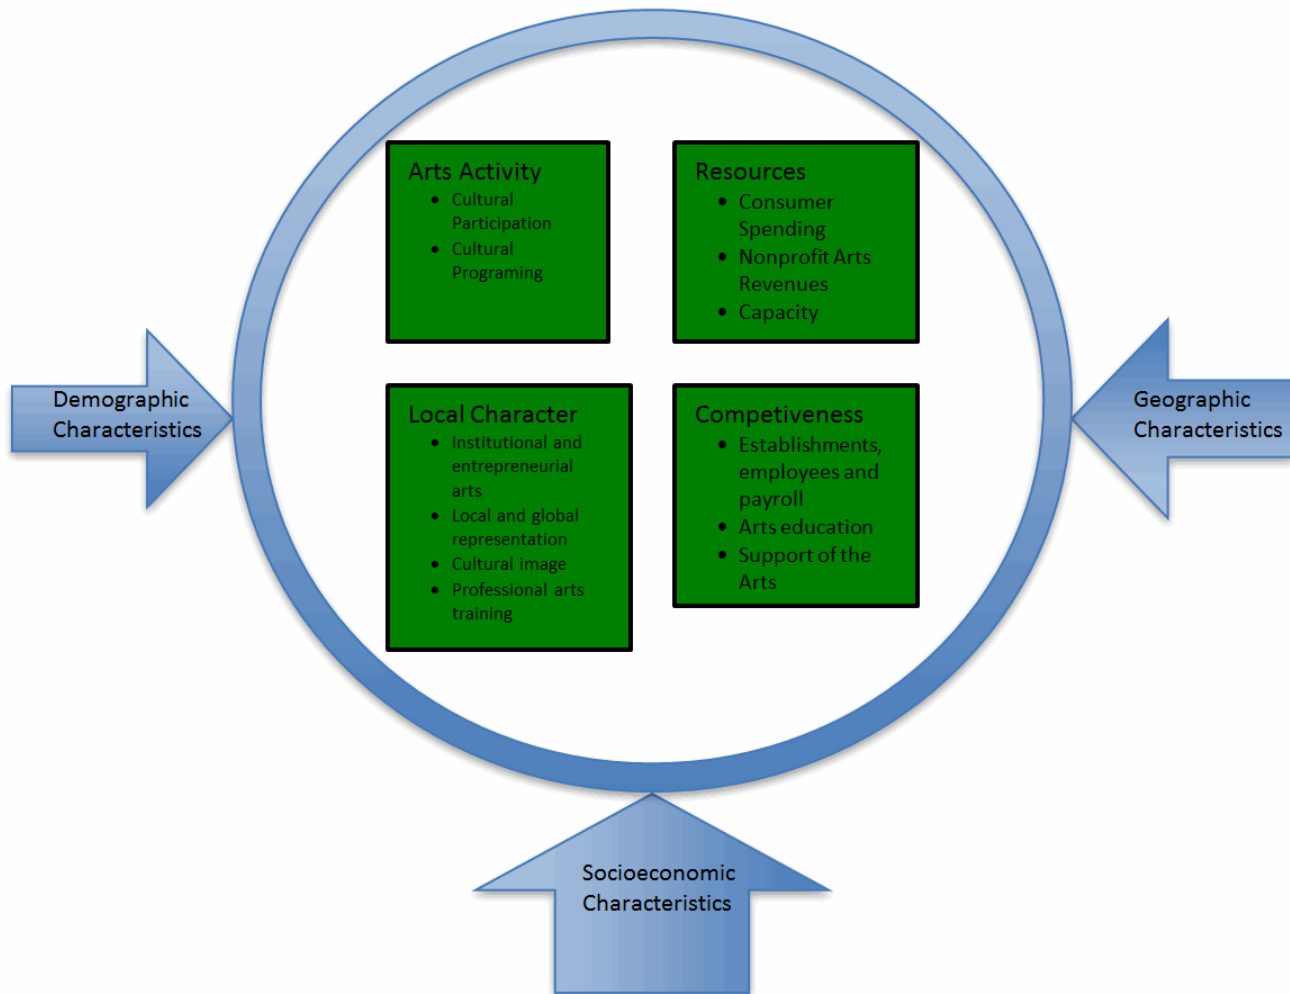 Arts Activity
• Cultural
Participation
• Cultural
Programing
Resources
• Consumer
Spending
• Nonprofit Arts
Revenues
• Capacity
Demographic
Characteristics
Local Character
• Institutional and
entrepreneurial
arts
• Local and global
representation
• Cultural image
• Professional arts
training
Competiveness
• Establishments,
employees and
payroll
• Arts education
• Support of the
Arts
Geographic
Characteristics
Socioeconomic
Characteristics